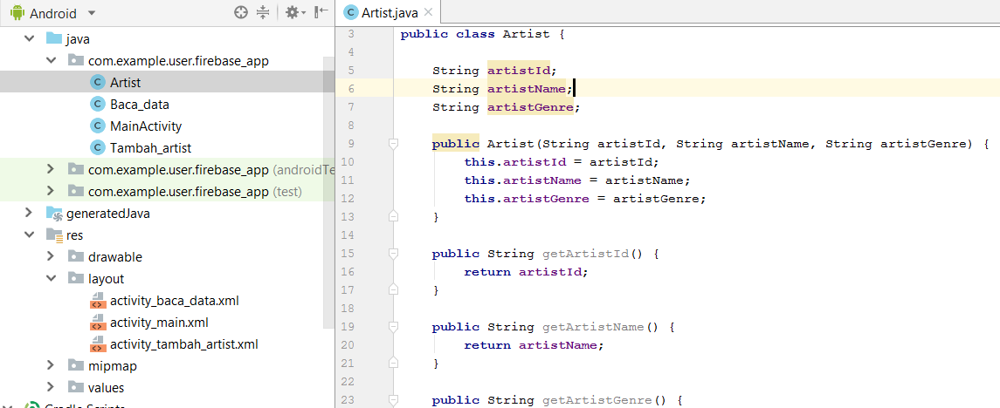 Android
java
com.example.user.firebase_app
C Artist
C Baca_data
C MainActivity
C Tambah_artist
com.example.user.firebase_app (androidTe
com.example.user.firebase_app (test)
generatedJava
res
drawable
layout
activity_baca_data.xml
activity_main.xml
activity_tambah_artist.xml
mipmap
values
Gradle Scripts
C Artist.java
3 public class Artist {
4
5 String artistId;
6 String artistName;
7 String artistGenre;
8
9 public Artist(String artistId, String artistName, String artistGenre) {
10 this.artistId = artistId;
11 this.artistName = artistName;
12 this.artistGenre = artistGenre;
13 }
14
15 public String getArtistId() {
16 return artistId;
17 }
18
19 public String getArtistName() {
20 return artistName;
21 }
22
23 public String getArtistGenre() {